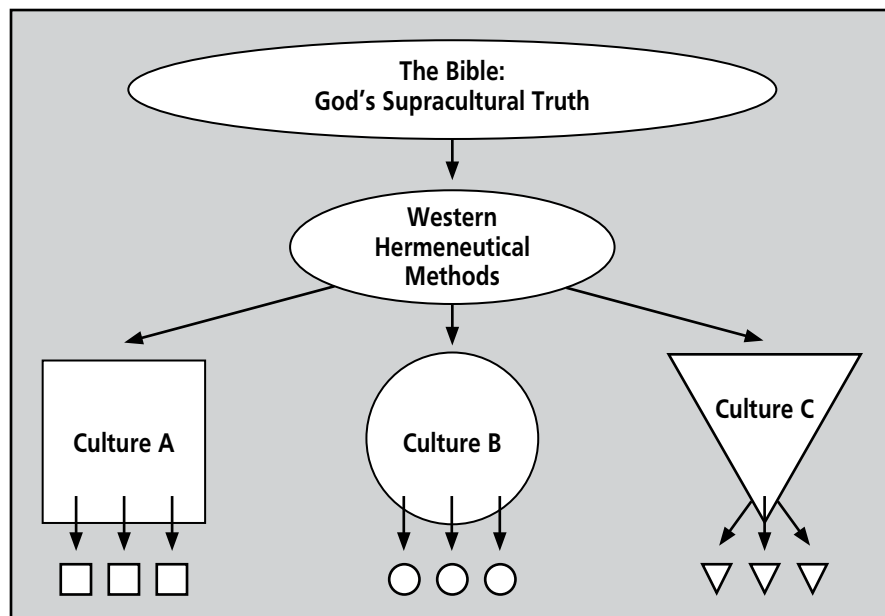 The Bible:
God's Supracultural Truth
Western
Hermeneutical
Methods
Culture A
Culture B
Culture C